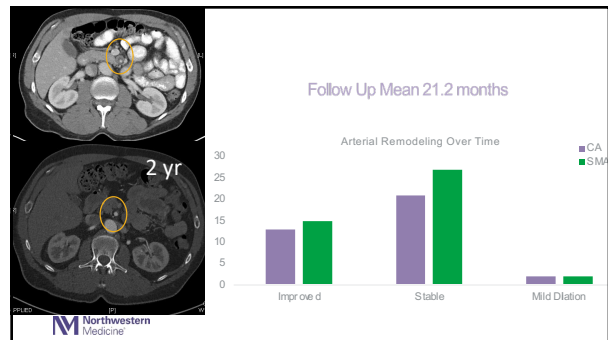 [L]
2 yr
APPLIED
[P]
Northwestern
Medicine
Follow Up Mean 21.2 months
Arterial Remodeling Over Time
CA
SMA
30
25
20
15
10
5
0
Improved
Stable
Mild Dilation